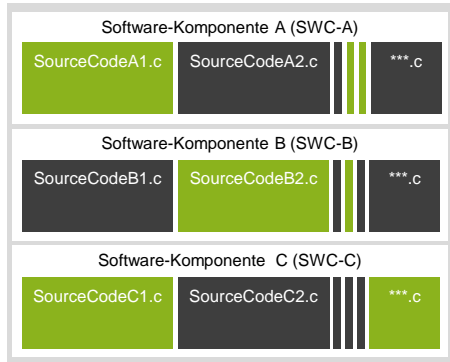 Software-Komponente A (SWC-A)
SourceCodeA1.c SourceCodeA2.c ***.c
Software-Komponente B (SWC-B)
SourceCodeB1.c SourceCodeB2.c ***.c
Software-Komponente C (SWC-C)
SourceCodeC1.c SourceCodeC2.c ***.c